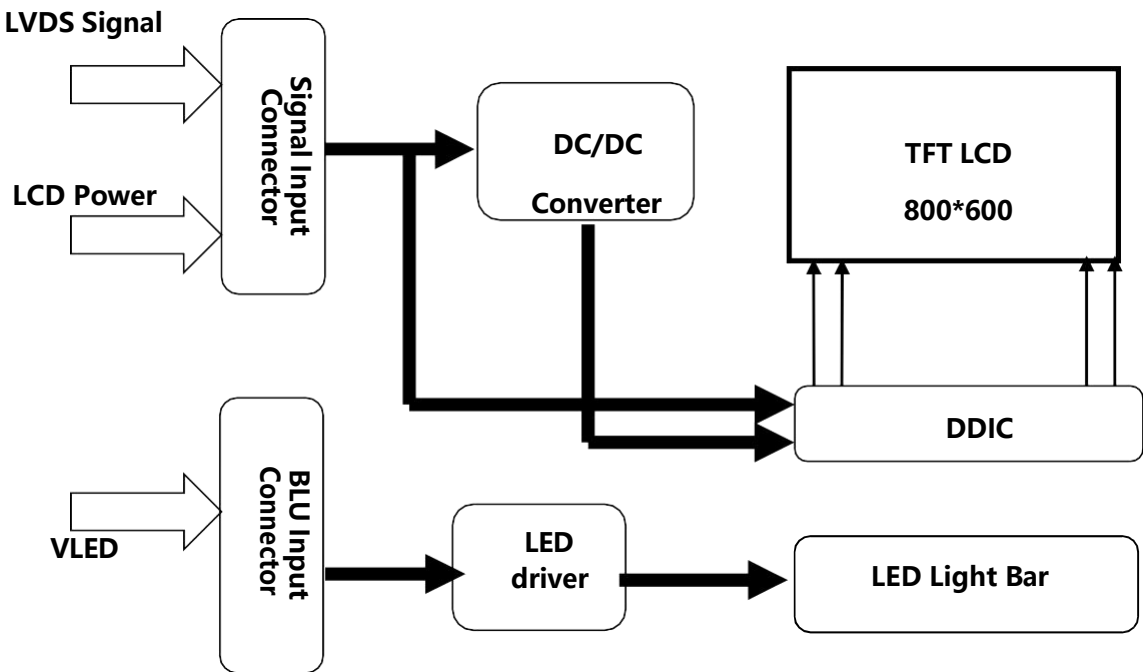 LVDS Signal
LCD Power
Signal Input
Connector
DC/DC
Converter
TFT LCD
800*600
DDIC
VLED
BLU Input
Connector
LED
driver
LED Light Bar